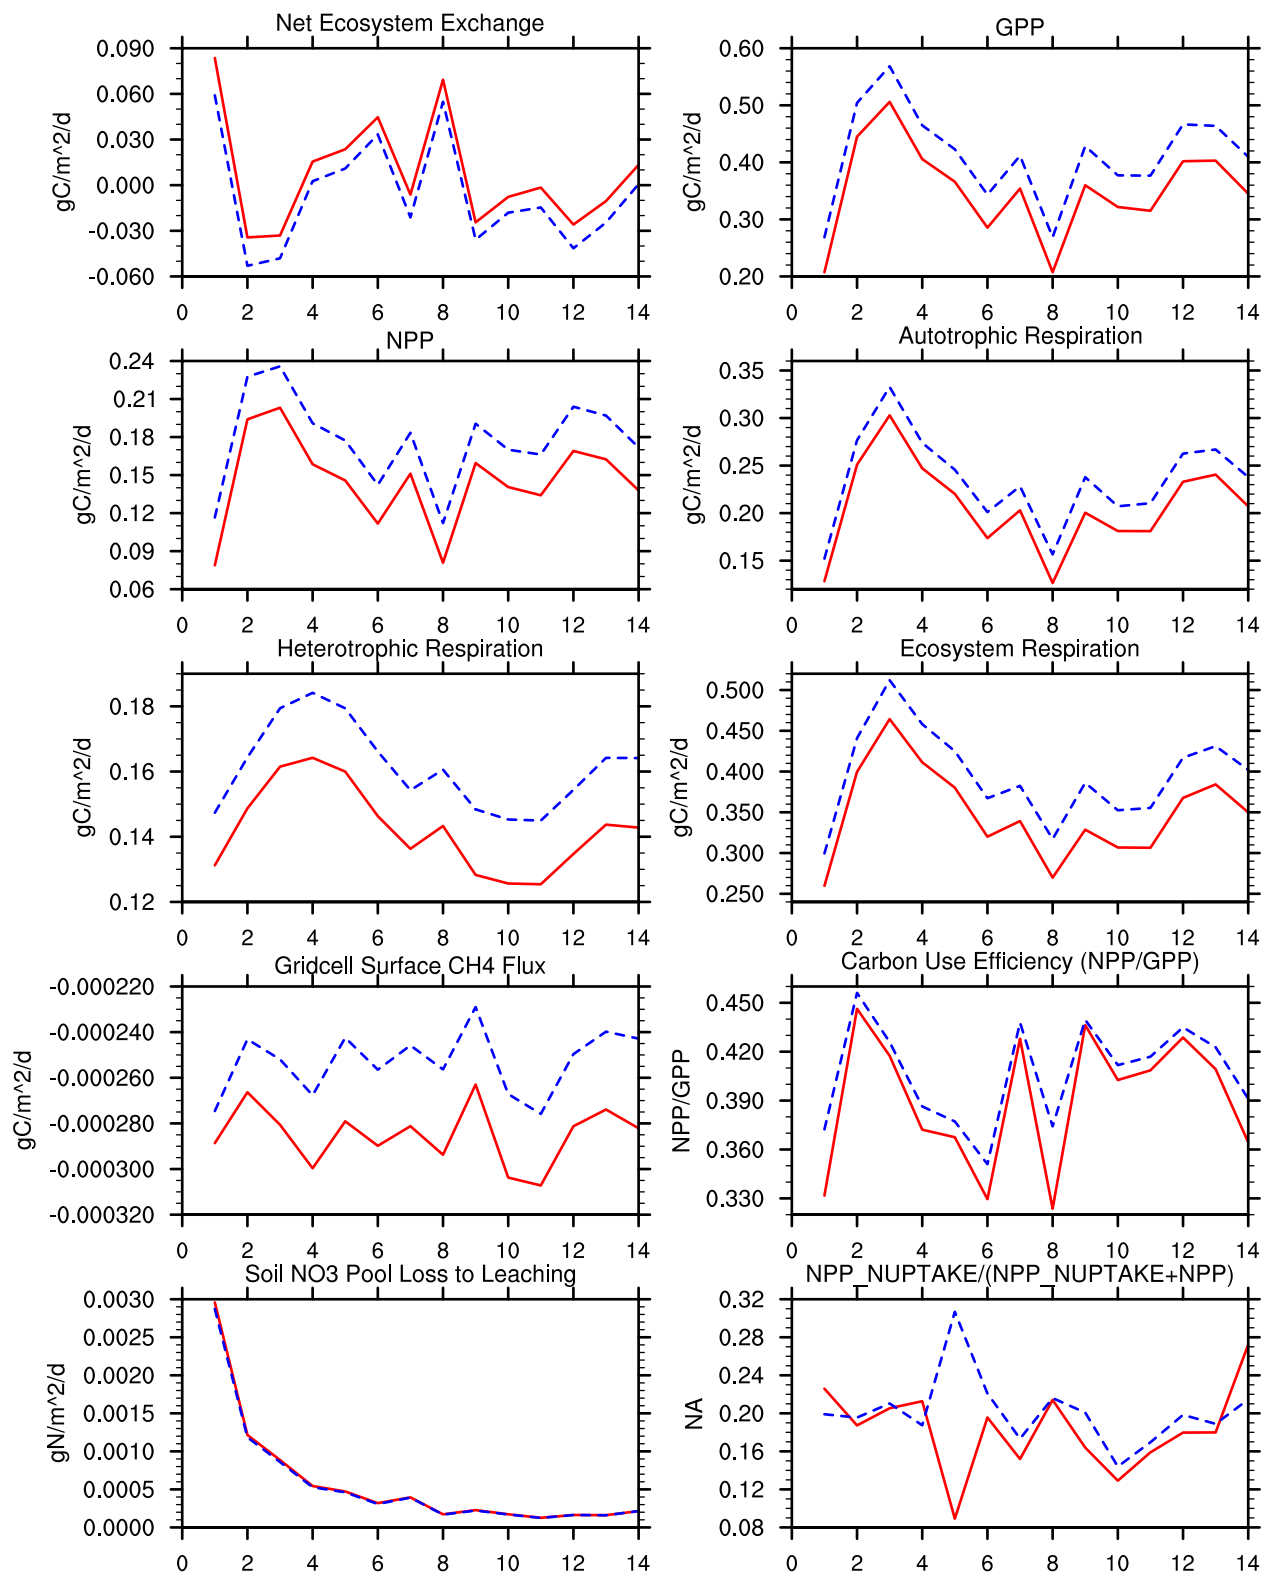 Net Ecosystem Exchange
gC/m^2/d
0.090
0.060
0.030
0.000
-0.030
-0.060
0 2 4 6 8 10 12 14
GPP
gC/m^2/d
0.60
0.50
0.40
0.30
0.20
0 2 4 6 8 10 12 14
NPP
gC/m^2/d
0.24
0.21
0.18
0.15
0.12
0.09
0.06
0 2 4 6 8 10 12 14
Autotrophic Respiration
gC/m^2/d
0.35
0.30
0.25
0.20
0.15
0 2 4 6 8 10 12 14
Heterotrophic Respiration
gC/m^2/d
0.18
0.16
0.14
0.12
0 2 4 6 8 10 12 14
Ecosystem Respiration
gC/m^2/d
0.500
0.450
0.400
0.350
0.300
0.250
0 2 4 6 8 10 12 14
Gridcell Surface CH4 Flux
gC/m^2/d
-0.000220
-0.000240
-0.000260
-0.000280
-0.000300
-0.000320
0 2 4 6 8 10 12 14
Carbon Use Efficiency (NPP/GPP)
NPP/GPP
0.450
0.420
0.390
0.360
0.330
0 2 4 6 8 10 12 14
Soil NO3 Pool Loss to Leaching
gN/m^2/d
0.0030
0.0025
0.0020
0.0015
0.0010
0.0005
0.0000
0 2 4 6 8 10 12 14
NPP_NUPTAKE/(NPP_NUPTAKE+NPP)
NA
0.32
0.28
0.24
0.20
0.16
0.12
0.08
0 2 4 6 8 10 12 14